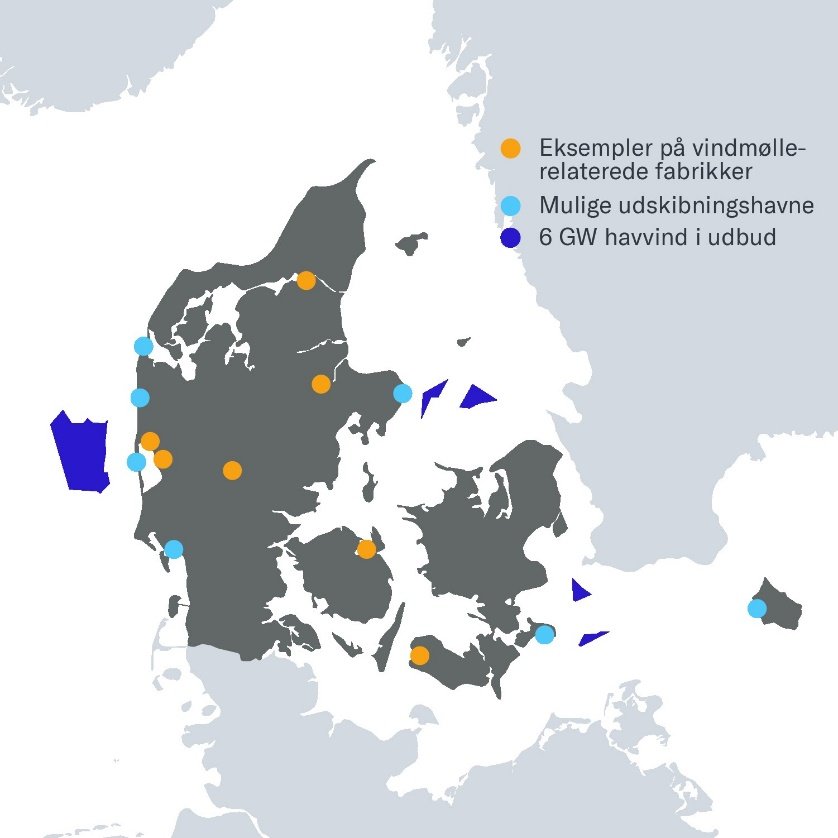 Eksempler på vindmølle-
relaterede fabrikker
Mulige udskibningshavne
6 GW havvind i udbud